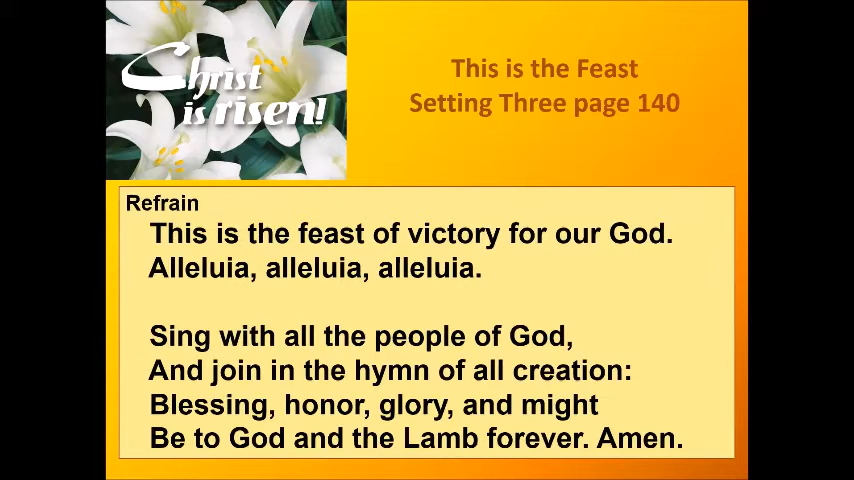 Christ
is risen!
This is the Feast
Setting Three page 140
Refrain
This is the feast of victory for our God.
Alleluia, alleluia, alleluia.
Sing with all the people of God,
And join in the hymn of all creation:
Blessing, honor, glory, and might
Be to God and the Lamb forever. Amen.